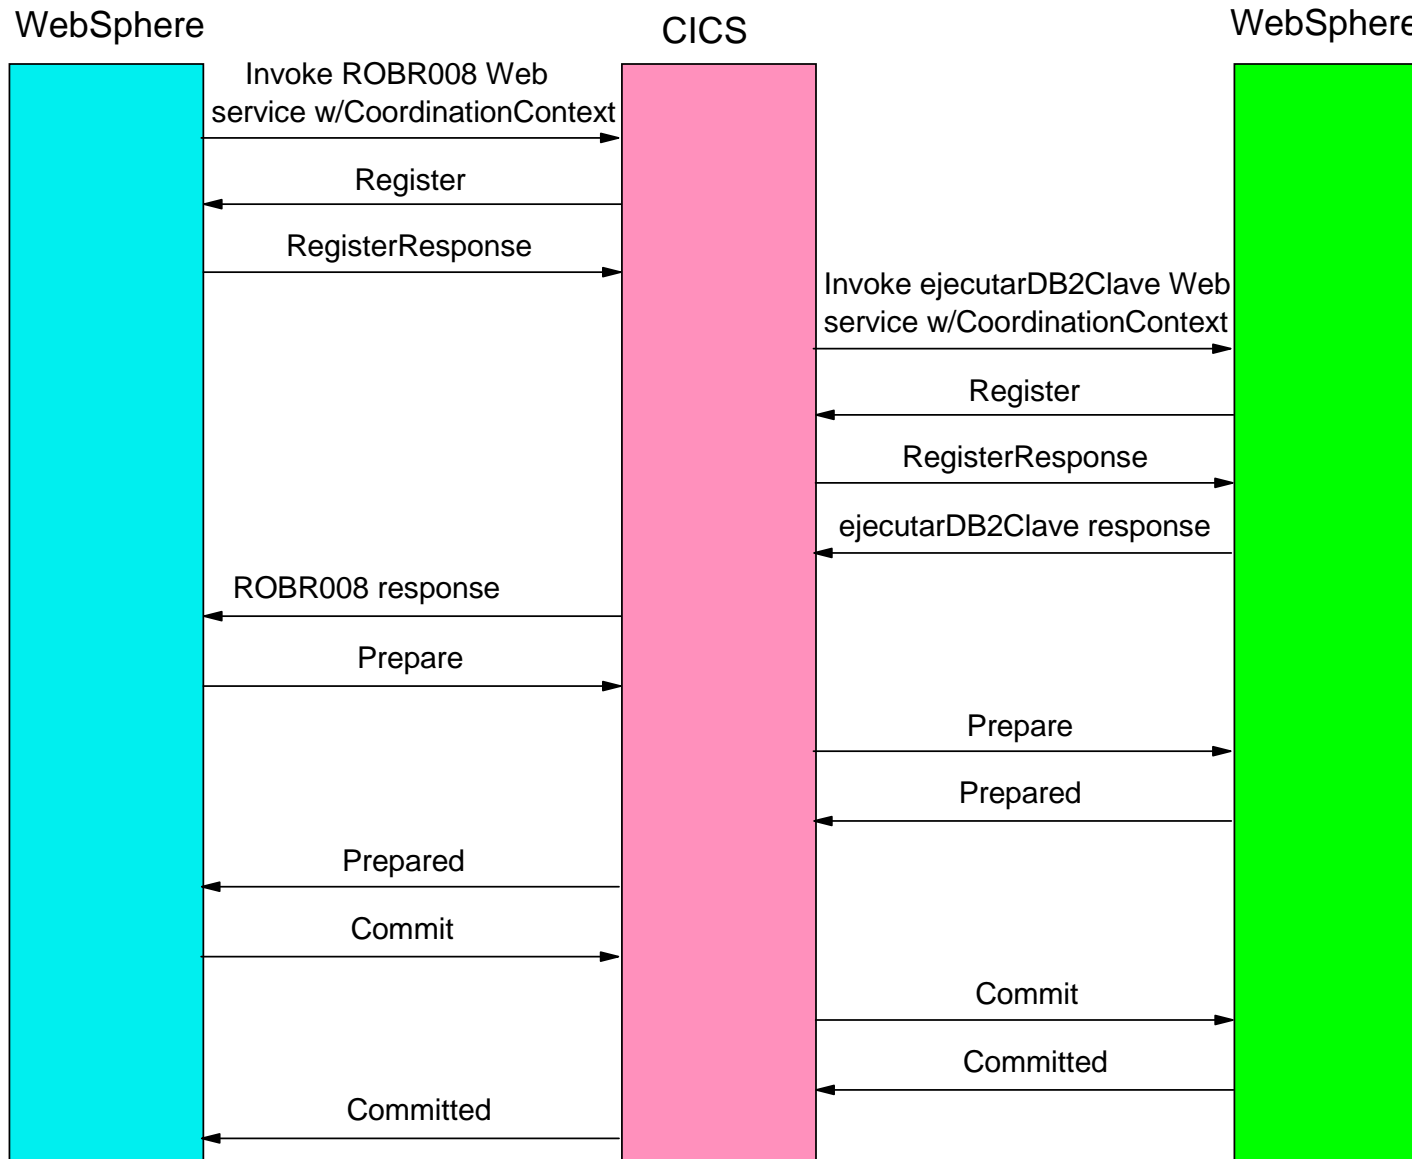 WebSphere
CICS
WebSphere
Invoke ROBR008 Web
service w/CoordinationContext
Register
RegisterResponse
Invoke ejecutarDB2Clave Web
service w/CoordinationContext
Register
RegisterResponse
ejecutarDB2Clave response
ROBR008 response
Prepare
Prepare
Prepared
Prepared
Commit
Commit
Committed
Committed